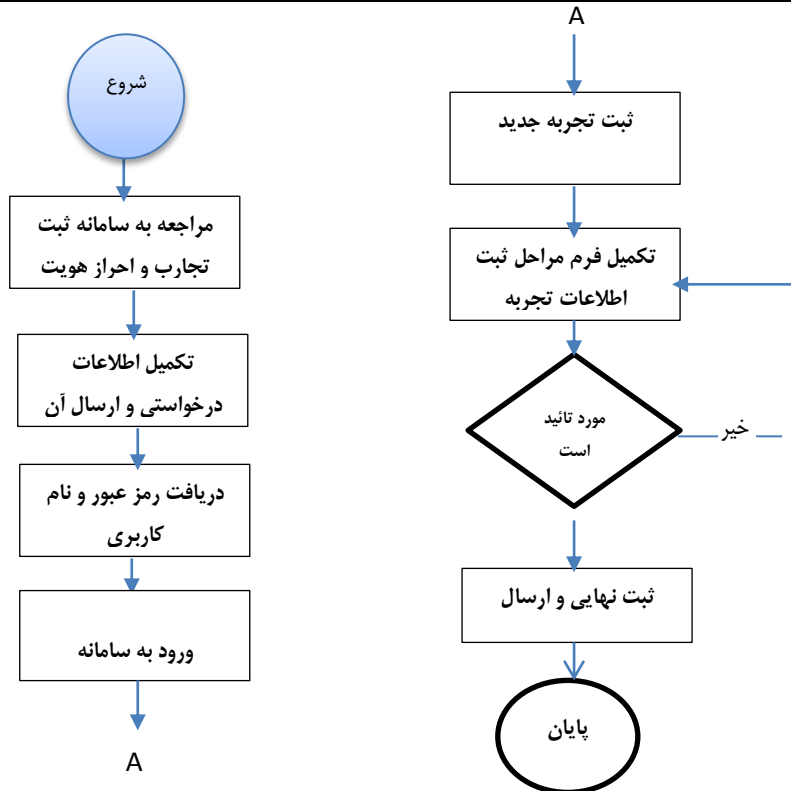 شروع
مراجعه به سامانه ثبت
تجارب و احراز هویت
تکمیل اطلاعات
درخواستی و ارسال آن
دریافت رمز عبور و نام
کاربری
ورود به سامانه
A
A
ثبت تجربه جدید
تکمیل فرم مراحل ثبت
اطلاعات تجربه
مورد تائید
است
خیر
ثبت نهایی و ارسال
پایان